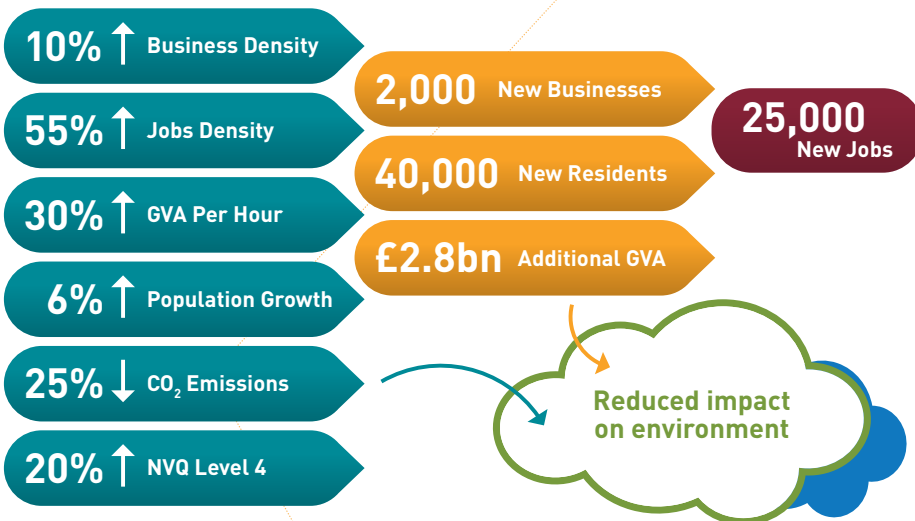 10% ↑ Business Density
55% ↑ Jobs Density
30% ↑ GVA Per Hour
6% ↑ Population Growth
25% ↓ CO₂ Emissions
20% ↑ NVQ Level 4
2,000 New Businesses
40,000 New Residents
£2.8bn Additional GVA
25,000
New Jobs
Reduced impact
on environment